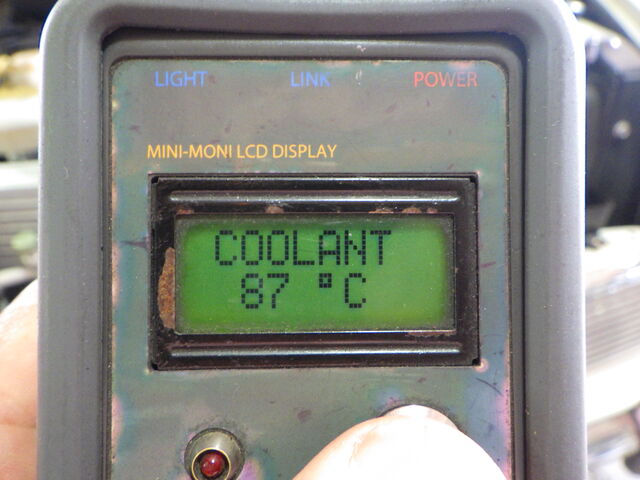 LIGHT LINK POWER
MINI-MONI LCD DISPLAY
COOLANT
87 °C